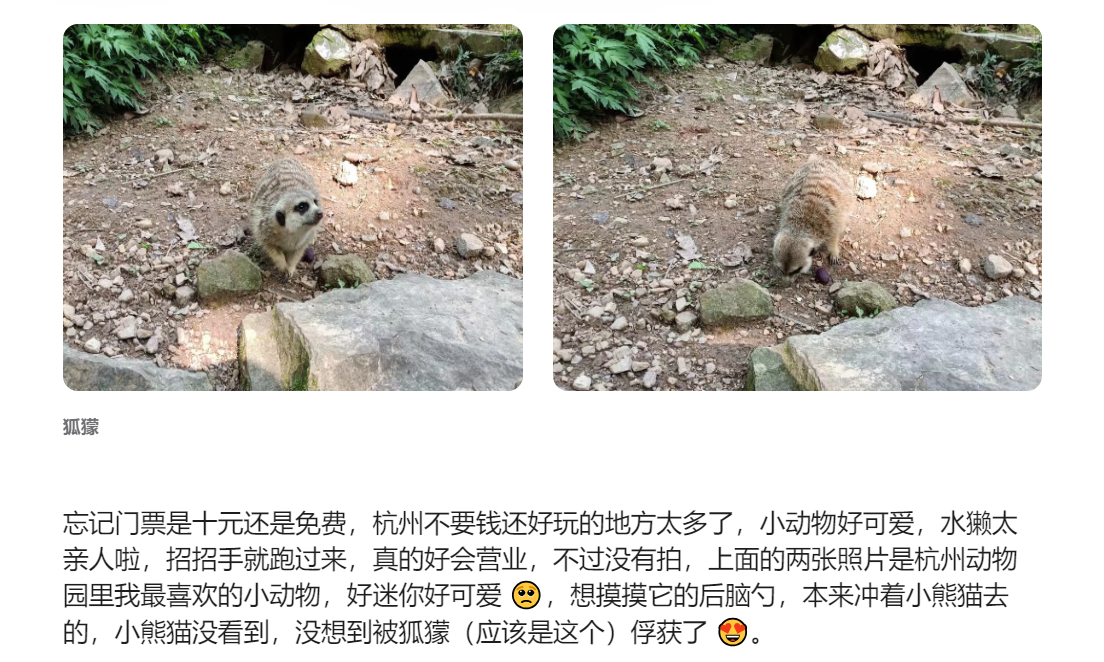 狐獴
忘记门票是十元还是免费，杭州不要钱还好玩的地方太多了，小动物好可爱，水獭太
亲人啦，招招手就跑过来，真的好会营业，不过没有拍，上面的两张照片是杭州动物
园里我最喜欢的小动物，好迷你好可爱 🥺，想摸摸它的后脑勺，本来冲着小熊猫去
的，小熊猫没看到，没想到被狐獴（应该是这个）俘获了 😍。